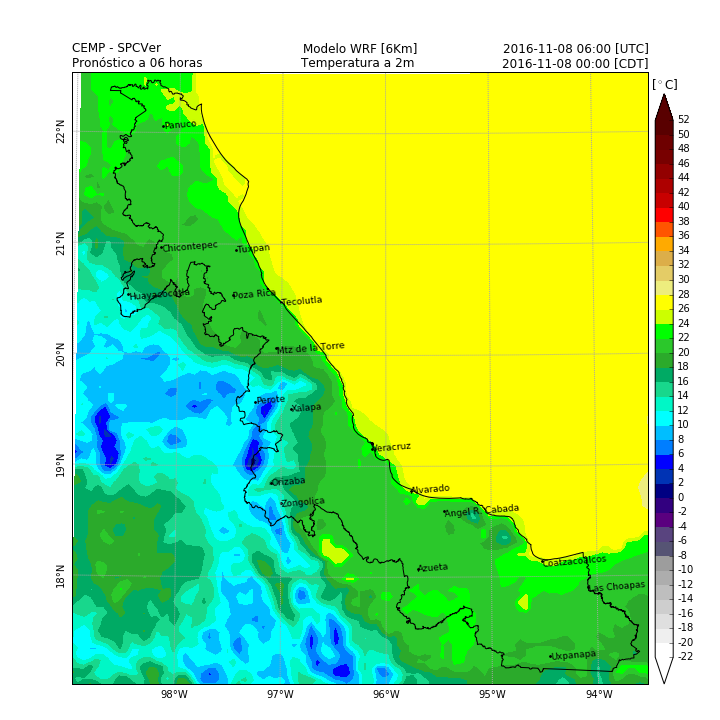 CEMP - SPCVer
Modelo WRF [6Km]
2016-11-08 06:00 [UTC]
Pronóstico a 06 horas
Temperatura a 2m
2016-11-08 00:00 [CDT]
[°C]
52
50
48
46
44
42
40
38
36
34
32
30
28
26
24
22
20
18
16
14
12
10
8
6
4
2
0
-2
-4
-6
-8
-10
-12
-14
-16
-18
-20
-22
22°N
21°N
20°N
19°N
18°N
Panuco
Chicontepec
Tuxpan
Huayacocotla
Poza Rica
Tecolutla
Mtz de la Torre
Perote
Xalapa
Veracruz
Orizaba
Alvarado
Zongolica
Angel R. Cabada
Azueta
Coatzacoalcos
Las Choapas
Uxpanapa
98°W
97°W
96°W
95°W
94°W